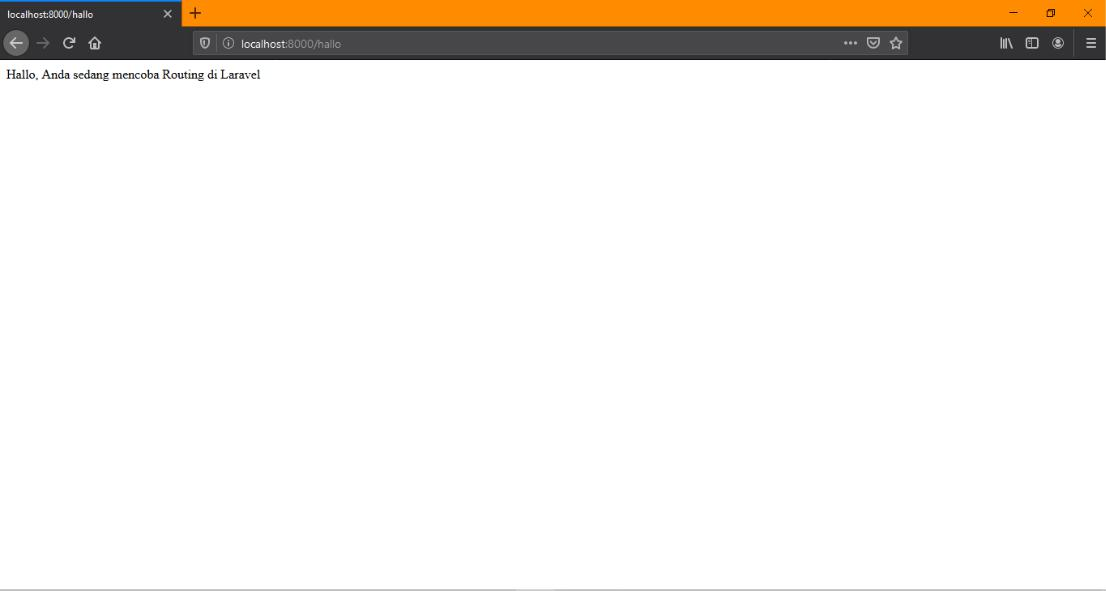 localhost:8000/hallo
localhost:8000/hallo
Hallo, Anda sedang mencoba Routing di Laravel